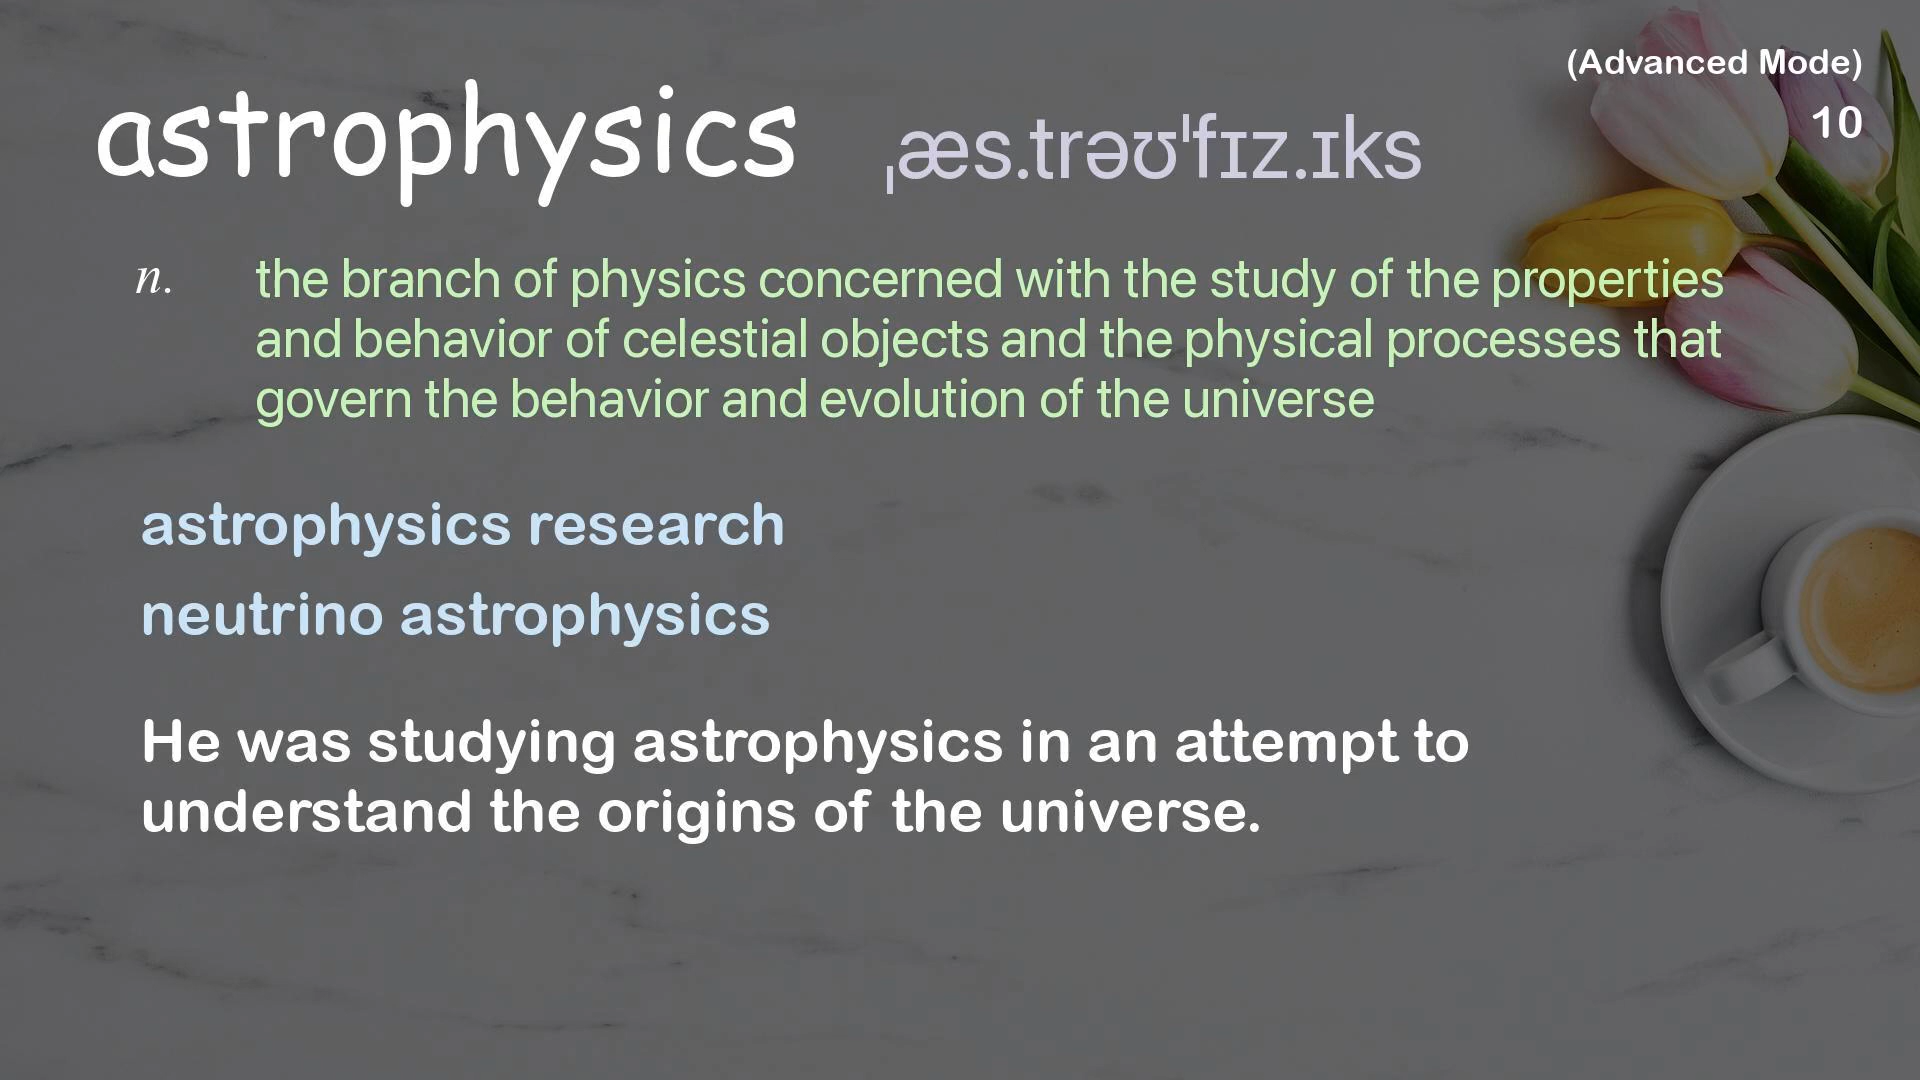 (Advanced Mode)
10
astrophysics ˌæs.trəʊˈfɪz.ɪks
n. the branch of physics concerned with the study of the properties
and behavior of celestial objects and the physical processes that
govern the behavior and evolution of the universe
astrophysics research
neutrino astrophysics
He was studying astrophysics in an attempt to
understand the origins of the universe.